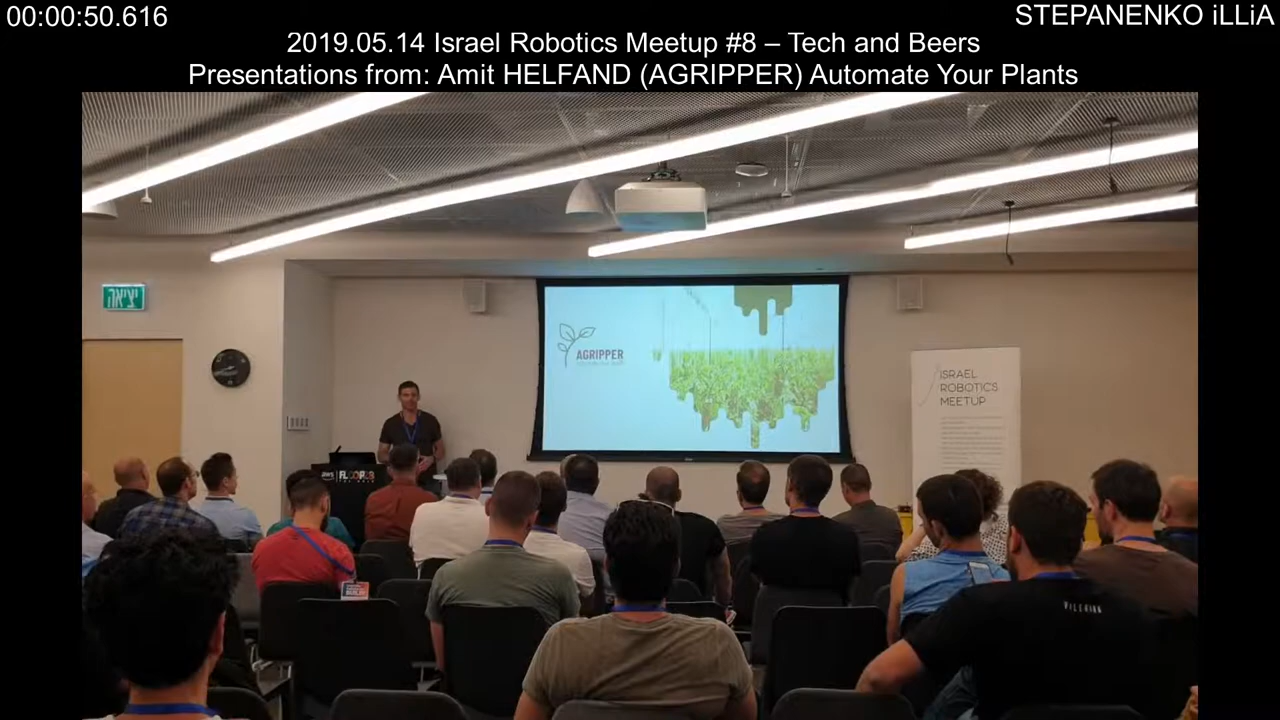 00:00:50.616
STEPANENKO iLLiA
2019.05.14 Israel Robotics Meetup #8 – Tech and Beers
Presentations from: Amit HELFAND (AGRIPPER) Automate Your Plants
יציאה
AGRIPPER
ISRAEL
ROBOTICS
MEETUP
aws